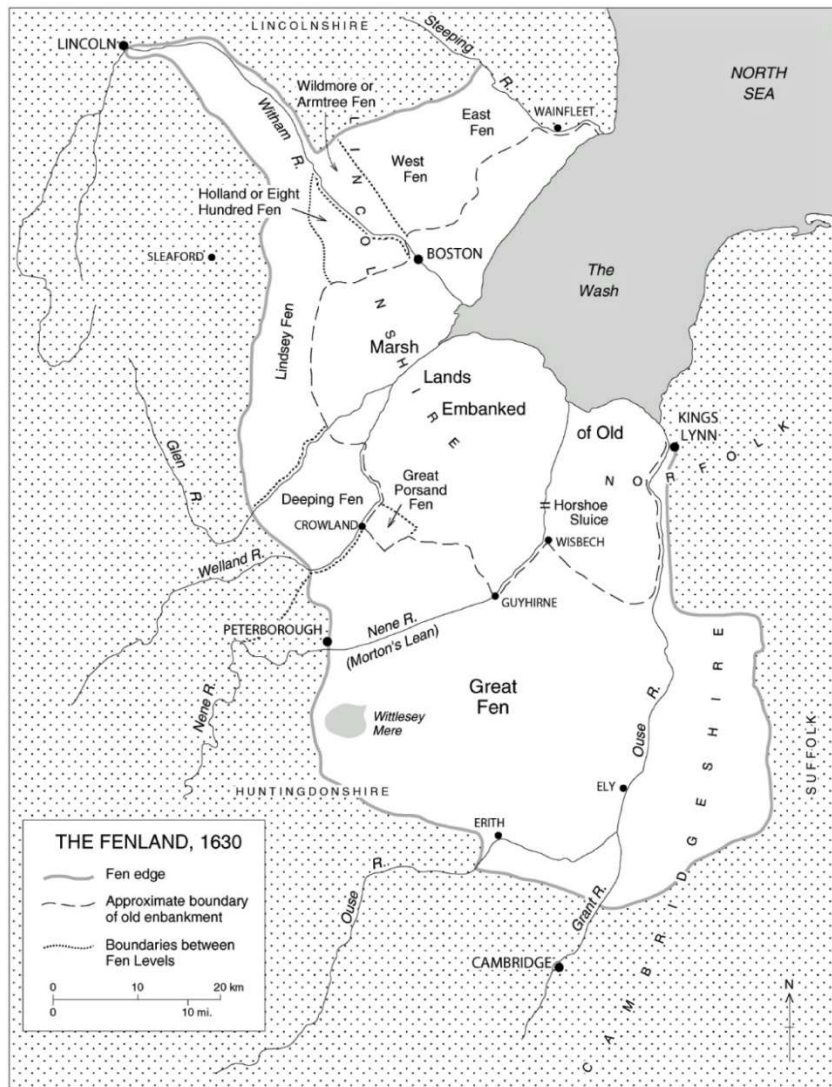 LINCOLNSHIRE
LINCOLN
Steeping
R.
NORTH
SEA
Wildmore or
Armtree Fen
Witham
R.
WAINFLEET
East
Fen
West
Fen
LINCOLNSHIRE
Holland or Eight
Hundred Fen
SLEAFORD
BOSTON
The
Wash
Lindsey Fen
Marsh
Lands
Embanked
of Old
KINGS
LYNN
NORFOLK
Glen
R.
Deeping Fen
Great
Porsand
Fen
Horshoe
Sluice
CROWLAND
WISBECH
Welland R.
GUYHIRNE
PETERBOROUGH
Nene R.
(Morton's Lean)
Nene R.
Great
Fen
Wittlesey
Mere
Ouse
R.
CAMBRIDGESHIRE
SUFFOLK
HUNTINGDONSHIRE
ELY
ERITH
THE FENLAND, 1630
Fen edge
Approximate boundary
of old enbankment
Boundaries between
Fen Levels
0 10 20 km
0 10 mi.
Ouse
R.
Grant R.
CAMBRIDGE
N